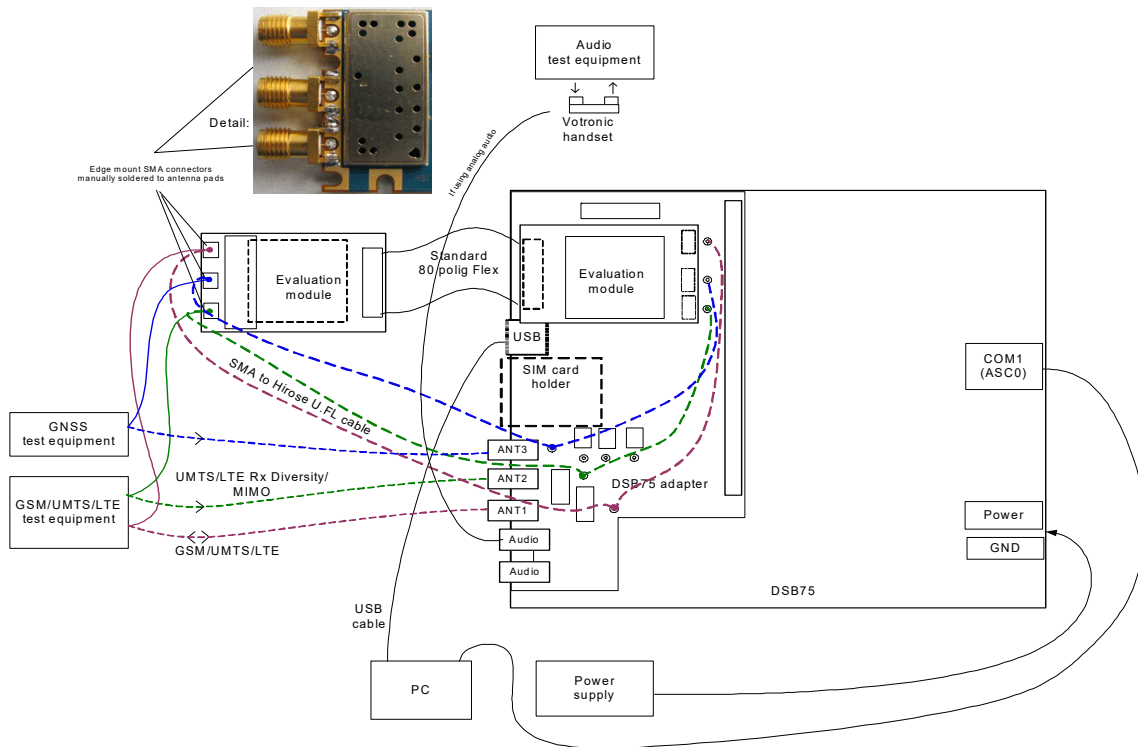 Audio
test equipment
Votronic
handset
Detail:
Edge mount SMA connectors
manually soldered to antenna pads
If using analog audio
Evaluation
module
Standard
80 polig Flex
Evaluation
module
USB
SIM card
holder
COM1
(ASC0)
SMA to Hirose U.FL cable
GNSS
test equipment
ANT3
UMTS/LTE Rx Diversity/
MIMO
ANT2
DSB75 adapter
GSM/UMTS/LTE
test equipment
ANT1
GSM/UMTS/LTE
Audio
Audio
Power
GND
DSB75
USB
cable
PC
Power
supply